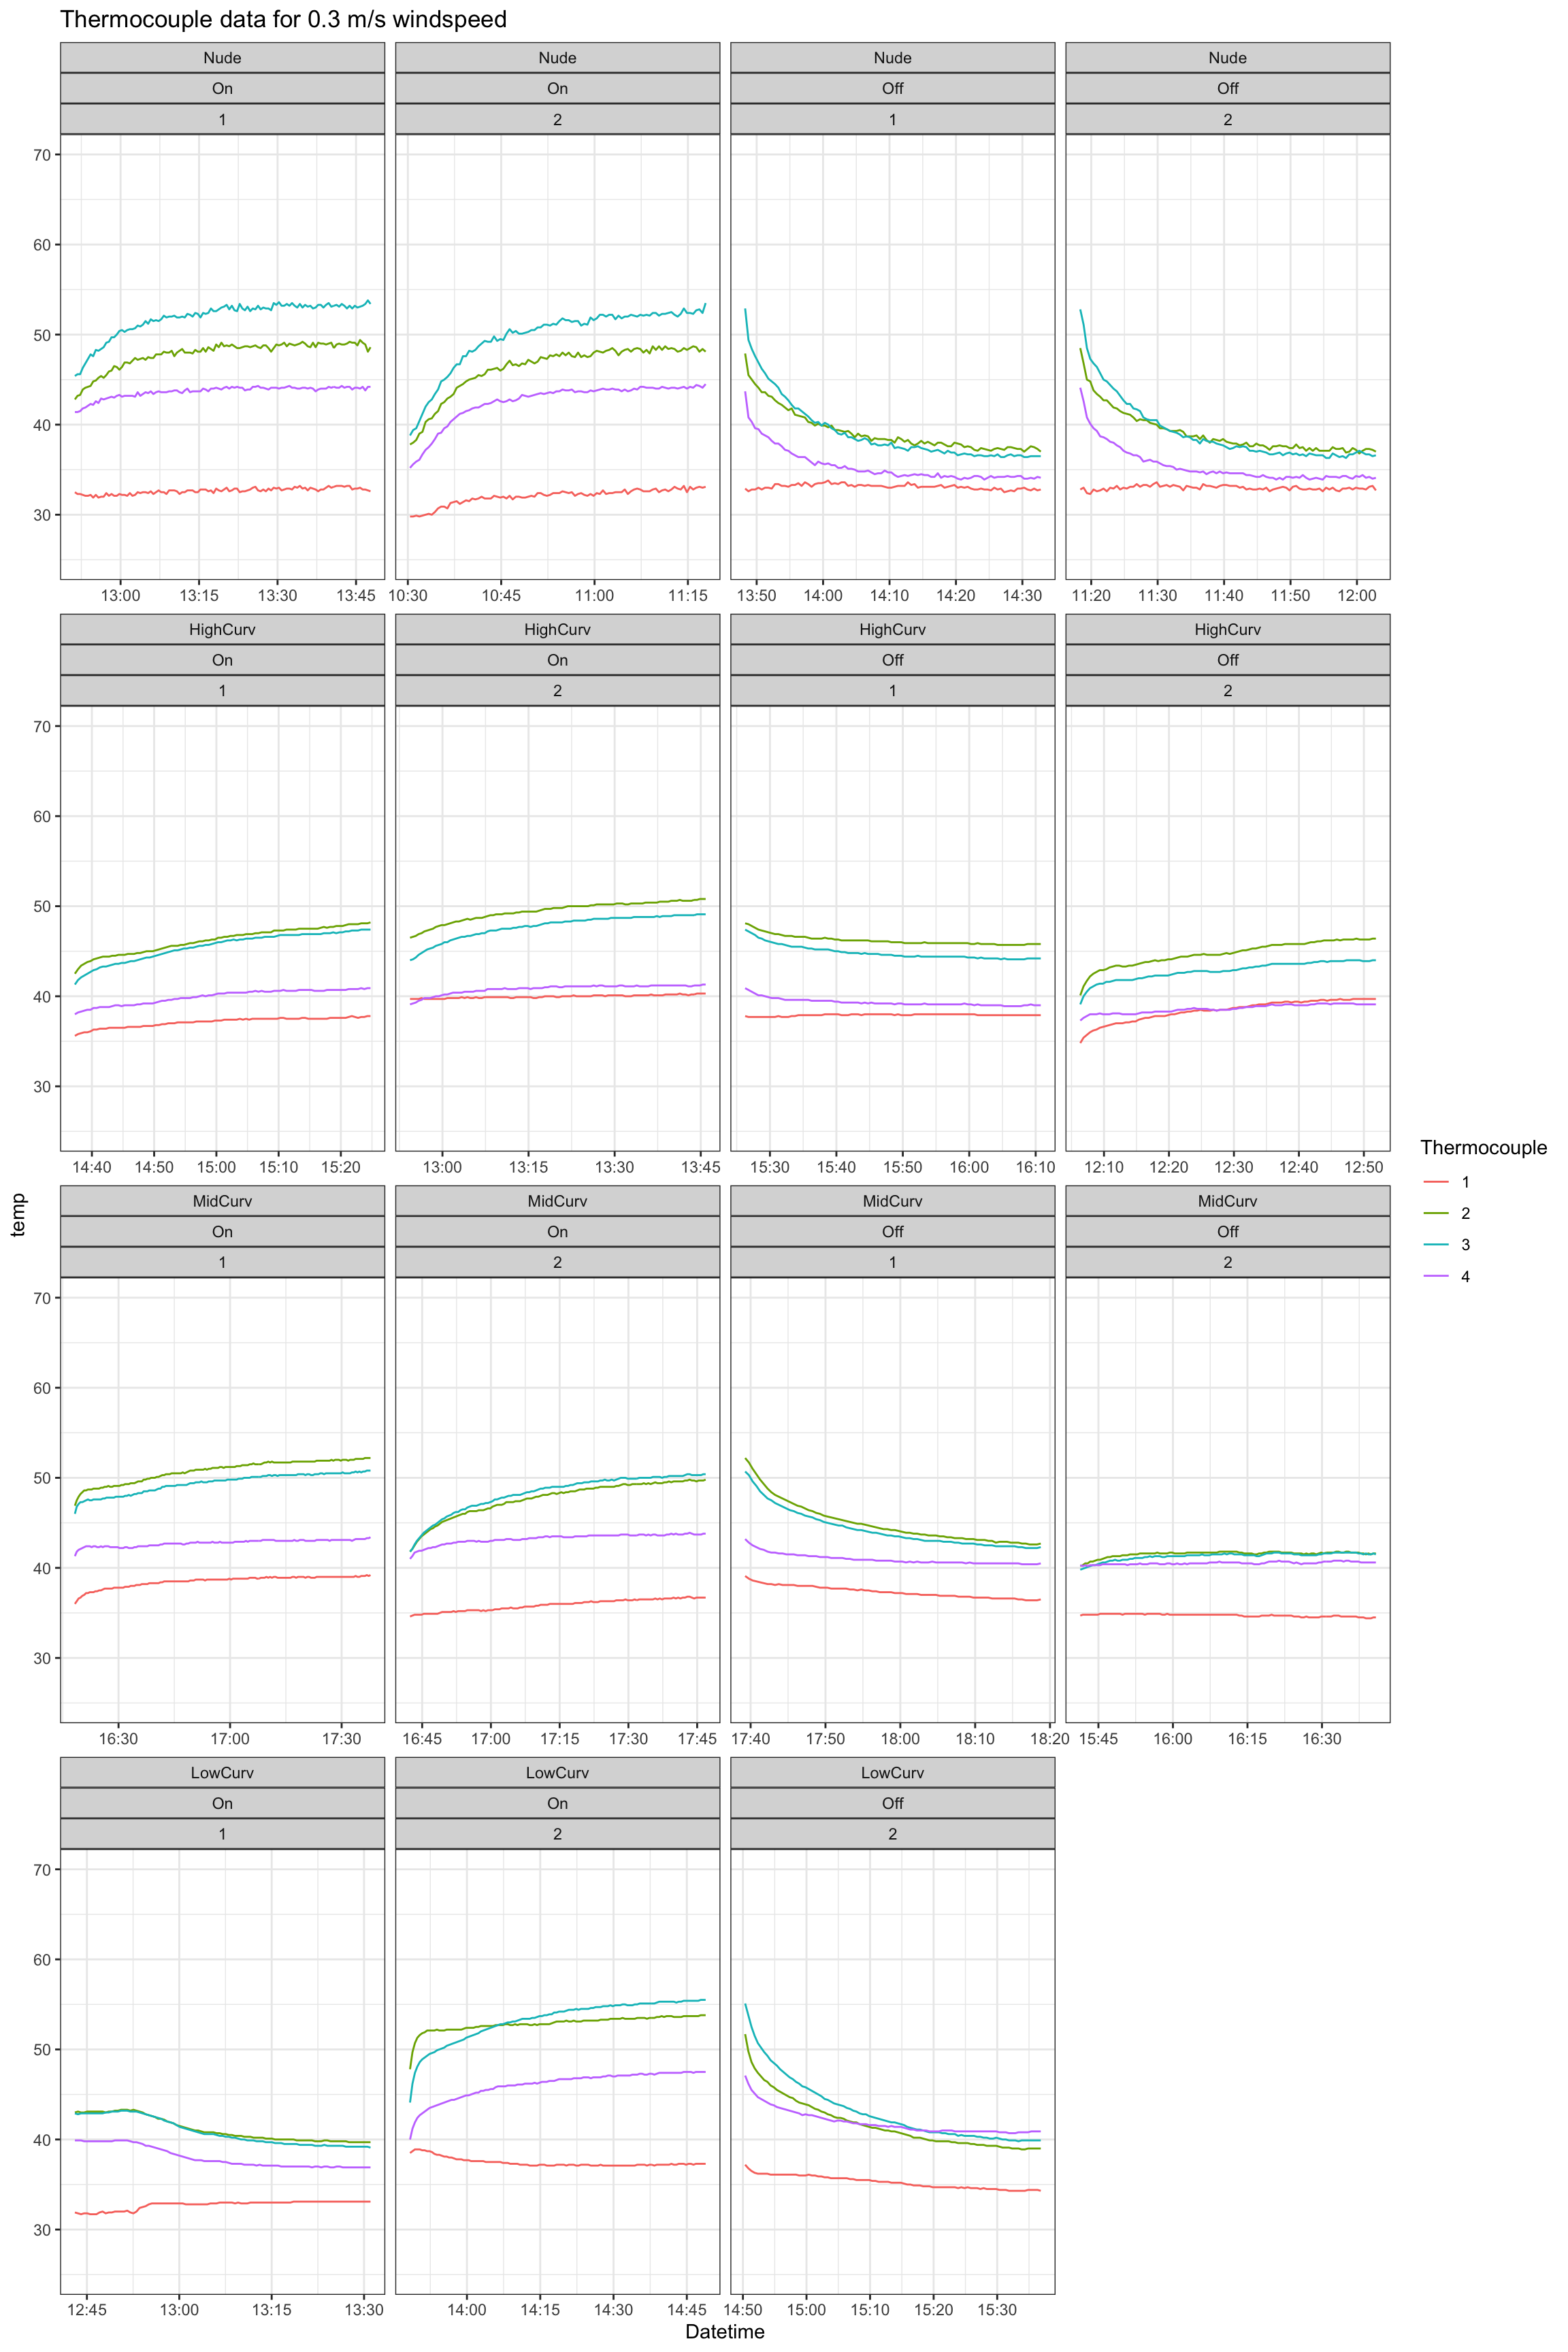 Thermocouple data for 0.3 m/s windspeed
Nude Nude Nude Nude
On On Off Off
1 2 1 2
70
60
50
40
30
13:00 13:15 13:30 13:45 10:30 10:45 11:00 11:15 13:50 14:00 14:10 14:20 14:30 11:20 11:30 11:40 11:50 12:00
HighCurv HighCurv HighCurv HighCurv
On On Off Off
1 2 1 2
70
60
50
40
30
14:40 14:50 15:00 15:10 15:20 13:00 13:15 13:30 13:45 15:30 15:40 15:50 16:00 16:10 12:10 12:20 12:30 12:40 12:50
MidCurv MidCurv MidCurv MidCurv
On On Off Off
1 2 1 2
70
60
50
40
30
16:30 17:00 17:30 16:45 17:00 17:15 17:30 17:45 17:40 17:50 18:00 18:10 18:20 15:45 16:00 16:15 16:30
LowCurv LowCurv LowCurv
On On Off
1 2 2
70
60
50
40
30
12:45 13:00 13:15 13:30 14:00 14:15 14:30 14:45 14:50 15:00 15:10 15:20 15:30
Datetime
temp
Thermocouple
1
2
3
4